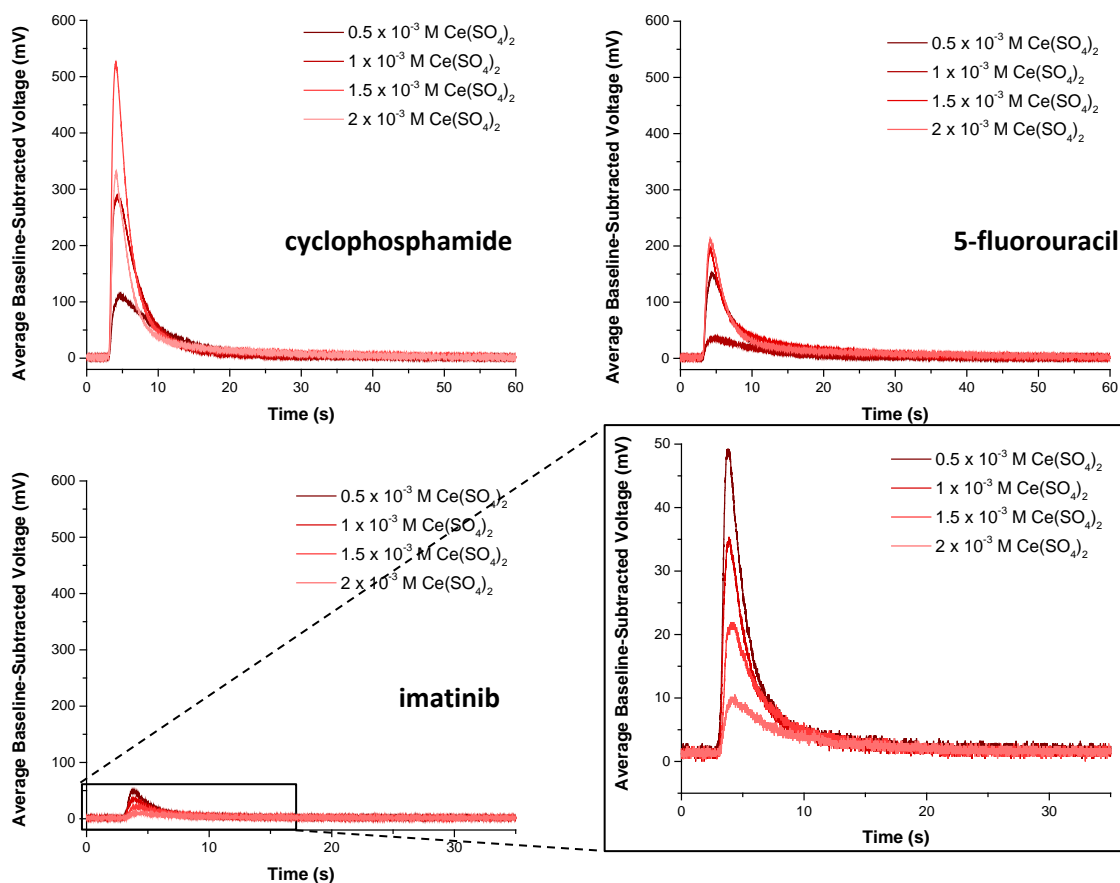 600
500
400
300
200
100
0
0 10 20 30 40 50 60
Average Baseline-Subtracted Voltage (mV)
Time (s)
0.5 x 10⁻³ M Ce(SO₄)₂
1 x 10⁻³ M Ce(SO₄)₂
1.5 x 10⁻³ M Ce(SO₄)₂
2 x 10⁻³ M Ce(SO₄)₂
cyclophosphamide
600
500
400
300
200
100
0
0 10 20 30 40 50 60
Average Baseline-Subtracted Voltage (mV)
Time (s)
0.5 x 10⁻³ M Ce(SO₄)₂
1 x 10⁻³ M Ce(SO₄)₂
1.5 x 10⁻³ M Ce(SO₄)₂
2 x 10⁻³ M Ce(SO₄)₂
5-fluorouracil
600
500
400
300
200
100
0
0 10 20 30
Average Baseline-Subtracted Voltage (mV)
Time (s)
0.5 x 10⁻³ M Ce(SO₄)₂
1 x 10⁻³ M Ce(SO₄)₂
1.5 x 10⁻³ M Ce(SO₄)₂
2 x 10⁻³ M Ce(SO₄)₂
imatinib
50
40
30
20
10
0
0 10 20 30
Average Baseline-Subtracted Voltage (mV)
Time (s)
0.5 x 10⁻³ M Ce(SO₄)₂
1 x 10⁻³ M Ce(SO₄)₂
1.5 x 10⁻³ M Ce(SO₄)₂
2 x 10⁻³ M Ce(SO₄)₂